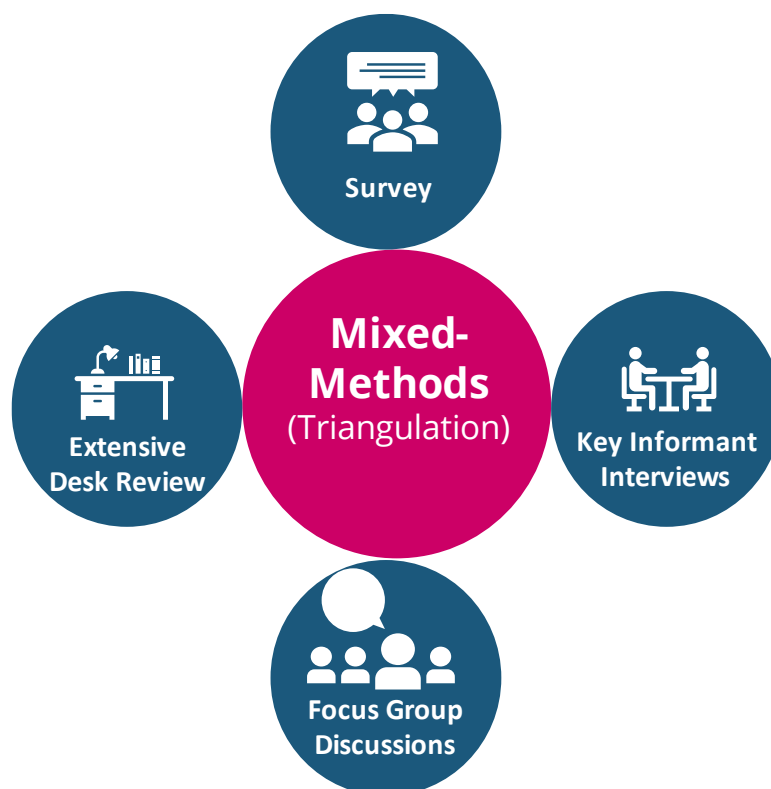 Survey
Mixed-
Methods
(Triangulation)
Extensive
Desk Review
Key Informant
Interviews
Focus Group
Discussions